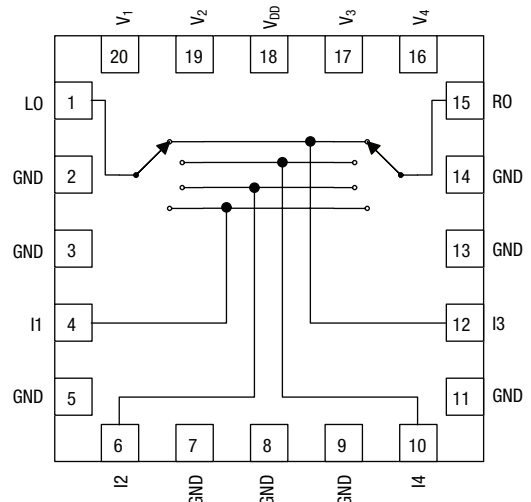 V1 V2 VDD V3 V4
20 19 18 17 16
LO 1 15 RO
GND 2 14 GND
GND 3 13 GND
I1 4 12 I3
GND 5 11 GND
6 7 8 9 10
I2 GND GND GND I4